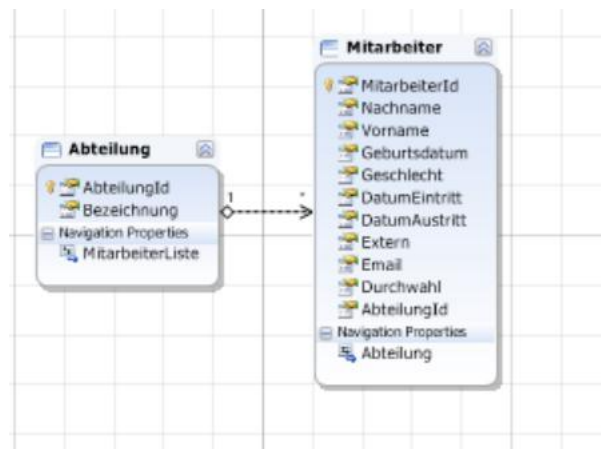 Abteilung
AbteilungId
Bezeichnung
Navigation Properties
MitarbeiterListe
1
*
Mitarbeiter
MitarbeiterId
Nachname
Vorname
Geburtsdatum
Geschlecht
DatumEintritt
DatumAustritt
Extern
Email
Durchwahl
AbteilungId
Navigation Properties
Abteilung